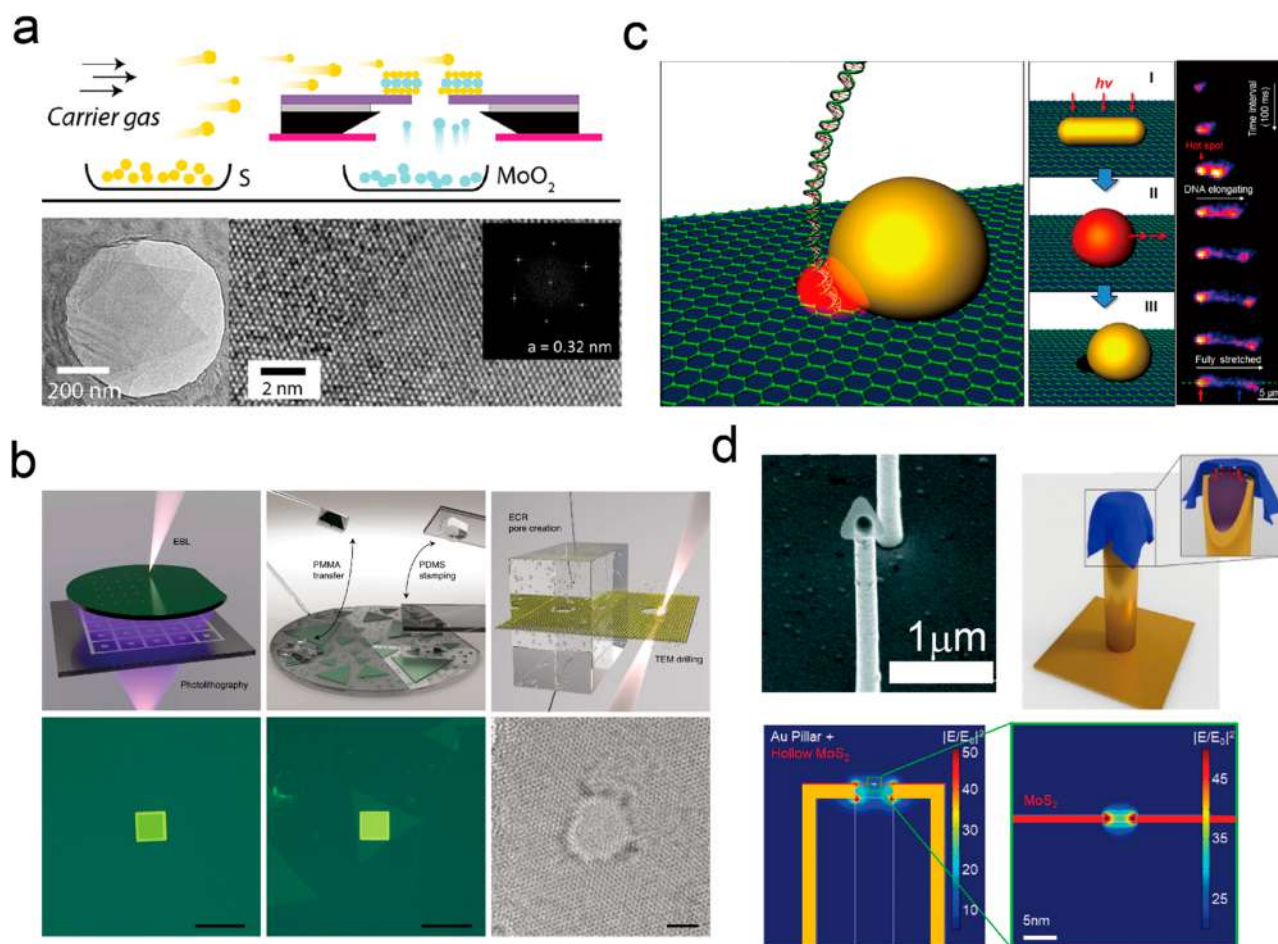 a
Carrier gas
S
MoO2
200 nm
2 nm
a = 0.32 nm
b
EBL
Photolithography
PMMA
transfer
PDMS
stamping
ECR
pore creation
TEM drilling
c
I
hν
II
III
Time interval
(100 ms)
Hot spot
DNA elongating
Fully stretched
5 µm
d
1µm
Au Pillar +
Hollow MoS2
|E/E0|2
50
40
30
20
10
MoS2
|E/E0|2
45
35
25
5nm